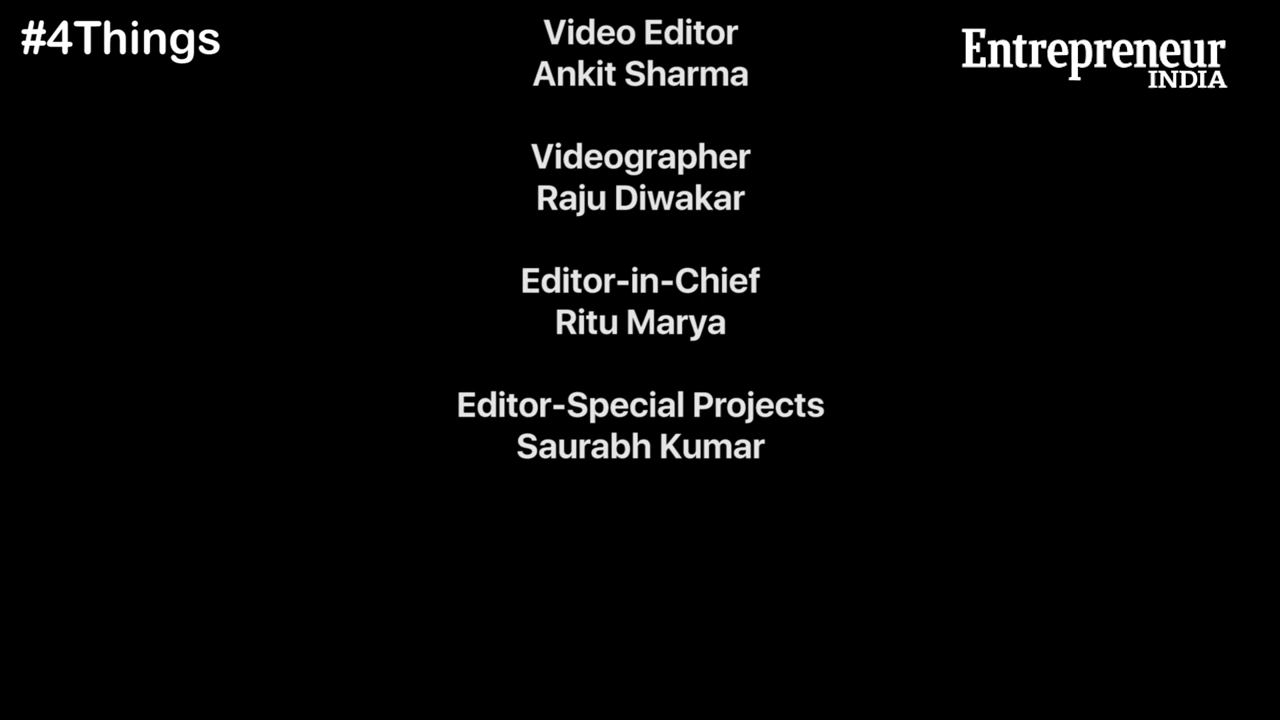 #4Things
Video Editor
Ankit Sharma
Entrepreneur
INDIA
Videographer
Raju Diwakar
Editor-in-Chief
Ritu Marya
Editor-Special Projects
Saurabh Kumar